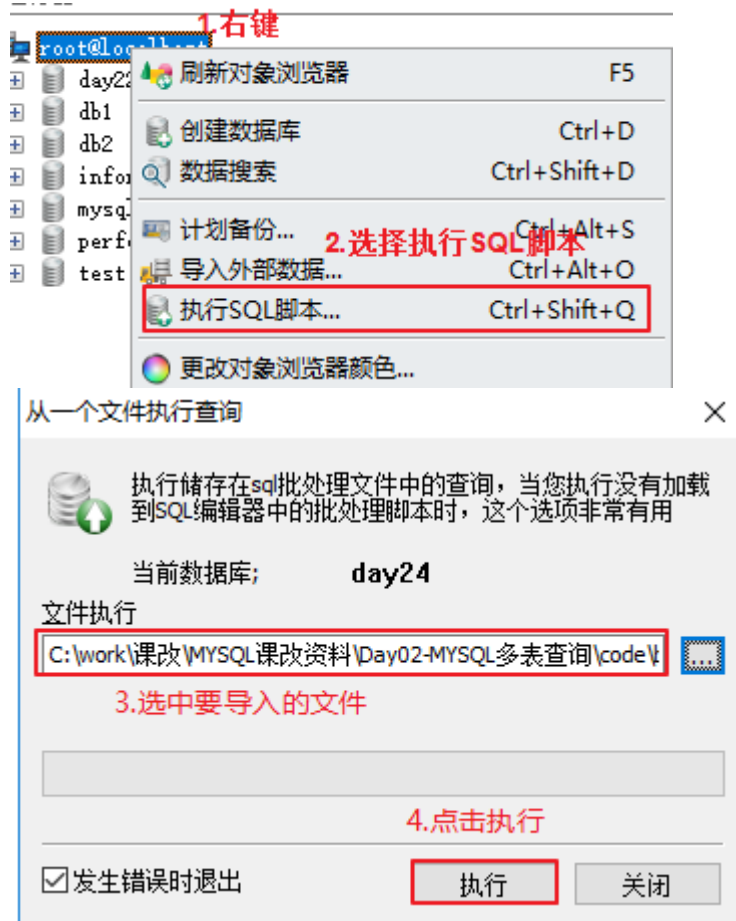 1.右键
root@localhost
刷新对象浏览器 F5
day22
db1
创建数据库 Ctrl+D
db2
数据搜索 Ctrl+Shift+D
infor
mysql
计划备份... Ctrl+Alt+S
2.选择执行SQL脚本
perfo
导入外部数据... Ctrl+Alt+O
test
执行SQL脚本... Ctrl+Shift+Q
更改对象浏览器颜色...
从一个文件执行查询
执行储存在sql批处理文件中的查询，当您执行没有加载
到SQL编辑器中的批处理脚本时，这个选项非常有用
当前数据库; day24
文件执行
C:\work\课改\MYSQL课改资料\Day02-MYSQL多表查询\code\
...
3.选中要导入的文件
4.点击执行
发生错误时退出
执行
关闭